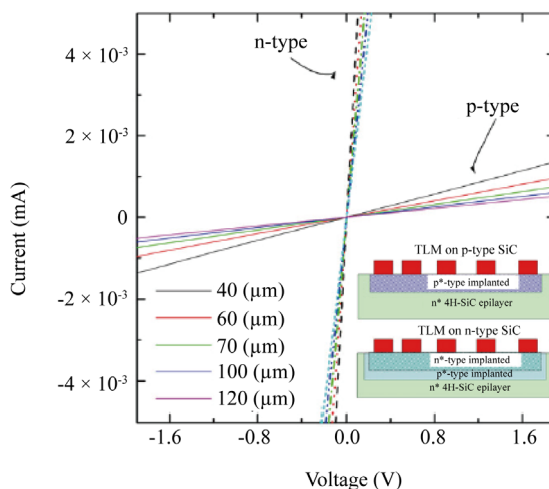 n-type
p-type
4 × 10⁻³
2 × 10⁻³
0
-2 × 10⁻³
-4 × 10⁻³
Current (mA)
40 (µm)
60 (µm)
70 (µm)
100 (µm)
120 (µm)
TLM on p-type SiC
p⁺-type implanted
n⁺ 4H-SiC epilayer
TLM on n-type SiC
n⁺-type implanted
p⁺-type implanted
n⁺ 4H-SiC epilayer
-1.6 -0.8 0.0 0.8 1.6
Voltage (V)